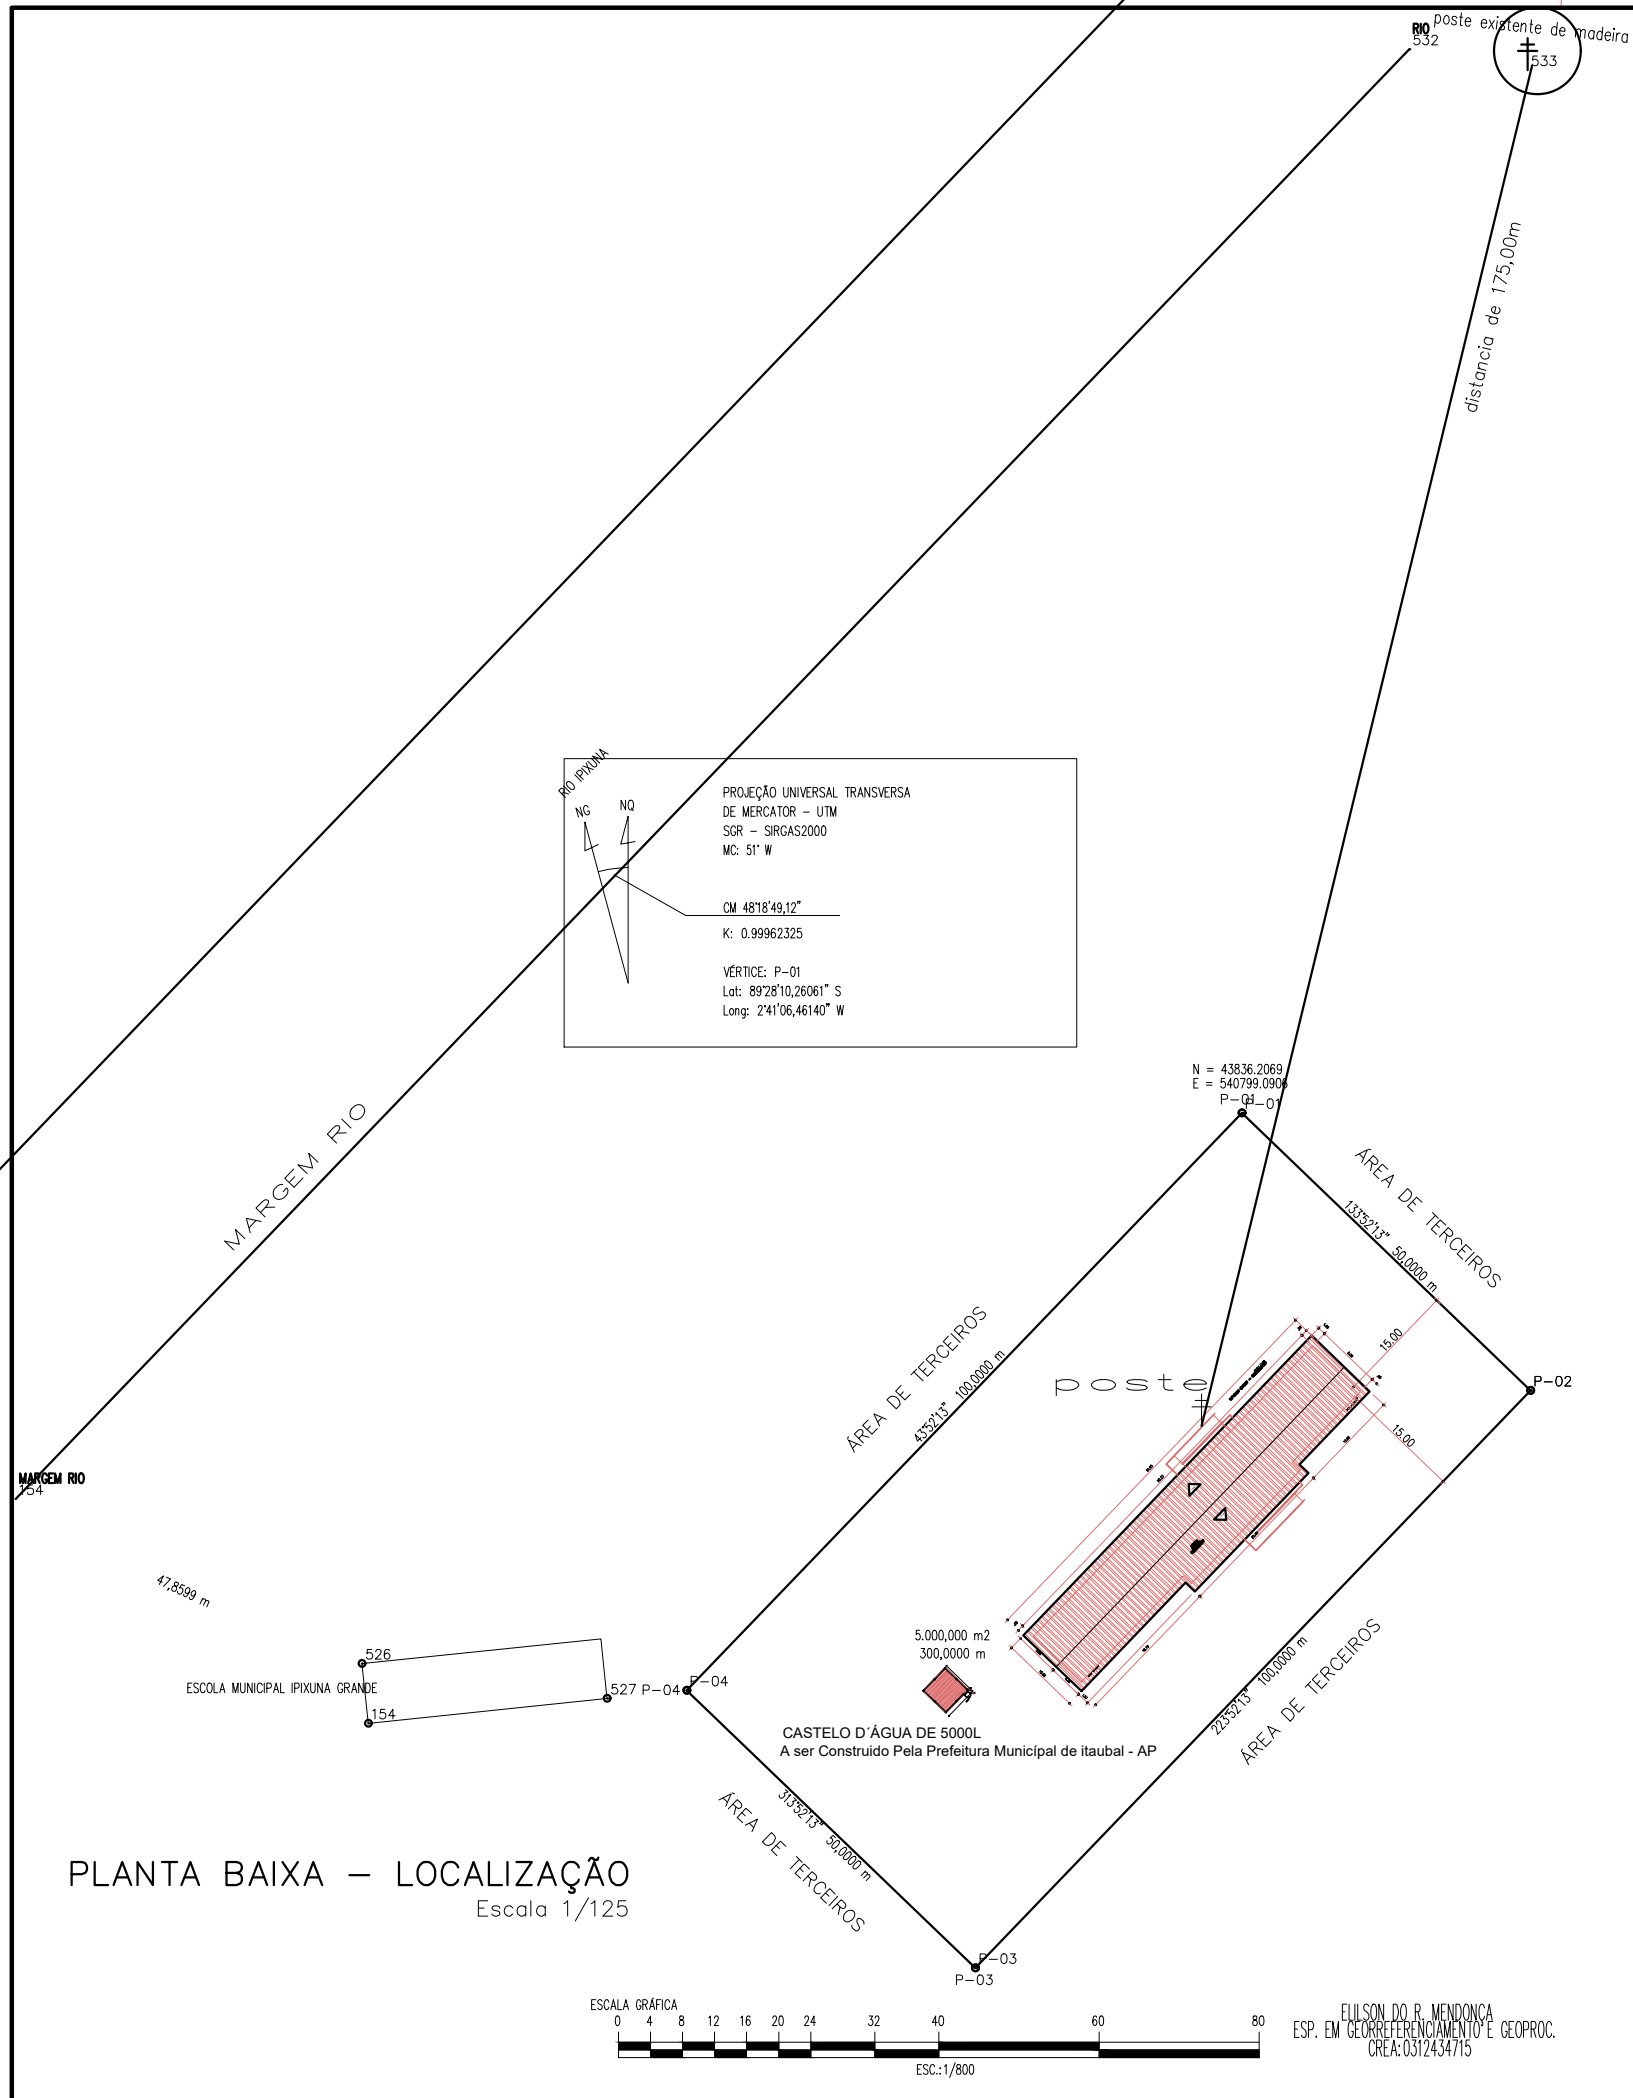 poste existente de madeira
RIO
532
533
distancia de 175,00m
RIO IPIXUNA
NG
NQ
PROJEÇÃO UNIVERSAL TRANSVERSA
DE MERCATOR - UTM
SGR - SIRGAS2000
MC: 51° W
CM 48°18'49,12"
K: 0.99962325
VÉRTICE: P-01
Lat: 89°28'10,26061" S
Long: 2°41'06,46140" W
N = 43836.2069
E = 540799.0906
P-01
P-01
MARGEM RIO
ÁREA DE TERCEIROS
133°52'13" 50,0000 m
15.00
P-02
15.00
ÁREA DE TERCEIROS
43°52'13" 100,0000 m
poste
MARGEM RIO
154
47,8599 m
526
ESCOLA MUNICIPAL IPIXUNA GRANDE
527
154
P-04
P-04
5.000,000 m2
300,0000 m
CASTELO D´ÁGUA DE 5000L
A ser Construido Pela Prefeitura Municípal de itaubal - AP
223°52'13" 100,0000 m
ÁREA DE TERCEIROS
313°52'13" 50,0000 m
ÁREA DE TERCEIROS
PLANTA BAIXA - LOCALIZAÇÃO
Escala 1/125
P-03
P-03
ESCALA GRÁFICA
0 4 8 12 16 20 24 32 40 60 80
ESC.:1/800
EULSON DO R. MENDONÇA
ESP. EM GEORREFERENCIAMENTO E GEOPROC.
CREA:0312434715